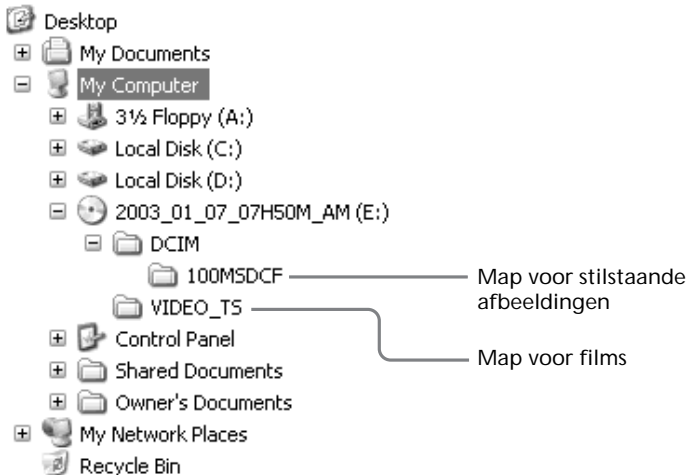 Desktop
My Documents
My Computer
3½ Floppy (A:)
Local Disk (C:)
Local Disk (D:)
2003_01_07_07H50M_AM (E:)
DCIM
100MSDCF
Map voor stilstaande
afbeeldingen
VIDEO_TS
Map voor films
Control Panel
Shared Documents
Owner's Documents
My Network Places
Recycle Bin